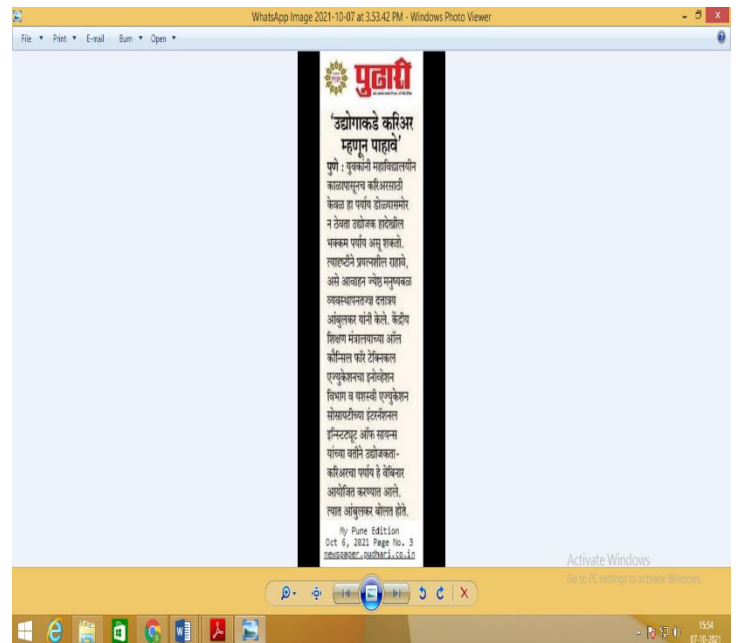 WhatsApp Image 2021-10-07 at 3.53.42 PM - Windows Photo Viewer
File Print E-mail Burn Open
पुढारी
‘उद्योगाकडे करिअर
म्हणून पाहावे’
पुणे : युवकांनी महाविद्यालयीन
काळापासूनच करिअरसाठी
केवळ हा पर्याय डोळ्यासमोर
न ठेवता उद्योजक हादेखील
भक्कम पर्याय असू शकतो.
त्यादृष्टीने प्रयत्नशील राहावे,
असे आवाहन ज्येष्ठ मनुष्यबळ
व्यवस्थापनतज्ज्ञ दत्तात्रय
आंबुलकर यांनी केले. केंद्रीय
शिक्षण मंत्रालयाच्या ऑल
कौन्सिल फॉर टेक्निकल
एज्युकेशनचा इनोव्हेशन
विभाग व यशस्वी एज्युकेशन
सोसायटीच्या इंटरनॅशनल
इन्स्टिट्यूट ऑफ सायन्स
यांच्या वतीने उद्योजकता-
करिअरचा पर्याय हे वेबिनार
आयोजित करण्यात आले.
त्यात आंबुलकर बोलत होते.
My Pune Edition
Oct 6, 2021 Page No. 3
newspaper.pudhari.co.in
Activate Windows
Go to PC settings to activate Windows.
15:54
07-10-2021